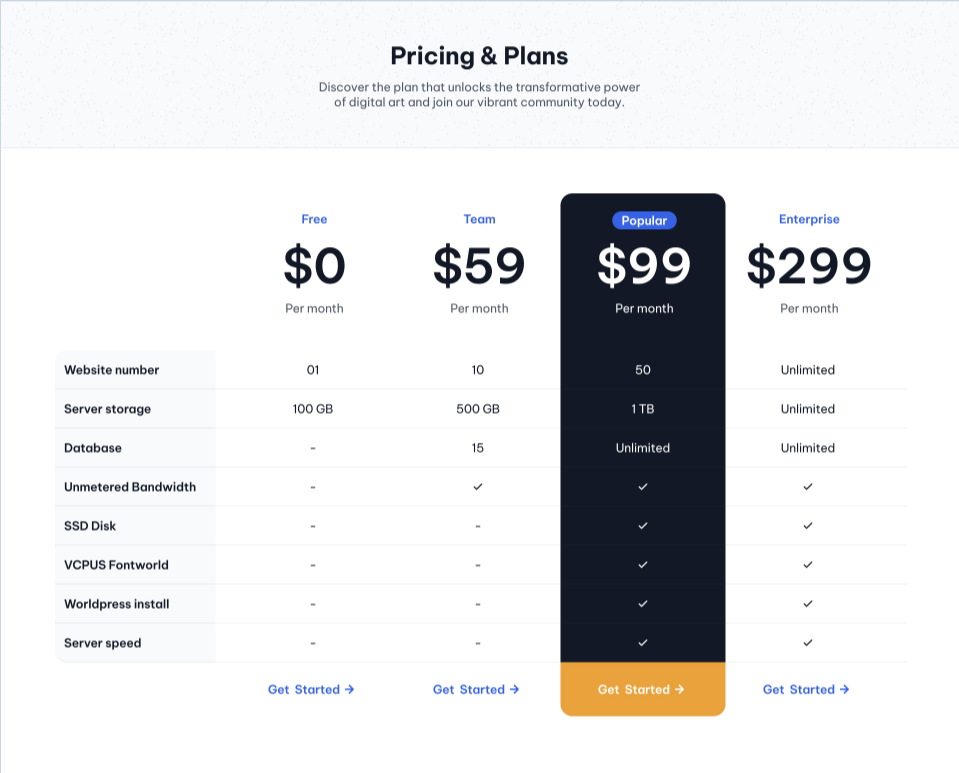 Pricing & Plans
Discover the plan that unlocks the transformative power
of digital art and join our vibrant community today.
Free Team Popular Enterprise
$0 $59 $99 $299
Per month Per month Per month Per month
Website number 01 10 50 Unlimited
Server storage 100 GB 500 GB 1 TB Unlimited
Database - 15 Unlimited Unlimited
Unmetered Bandwidth - ✓ ✓ ✓
SSD Disk - - ✓ ✓
VCPUS Fontworld - - ✓ ✓
Worldpress install - - ✓ ✓
Server speed - - ✓ ✓
Get Started → Get Started → Get Started → Get Started →